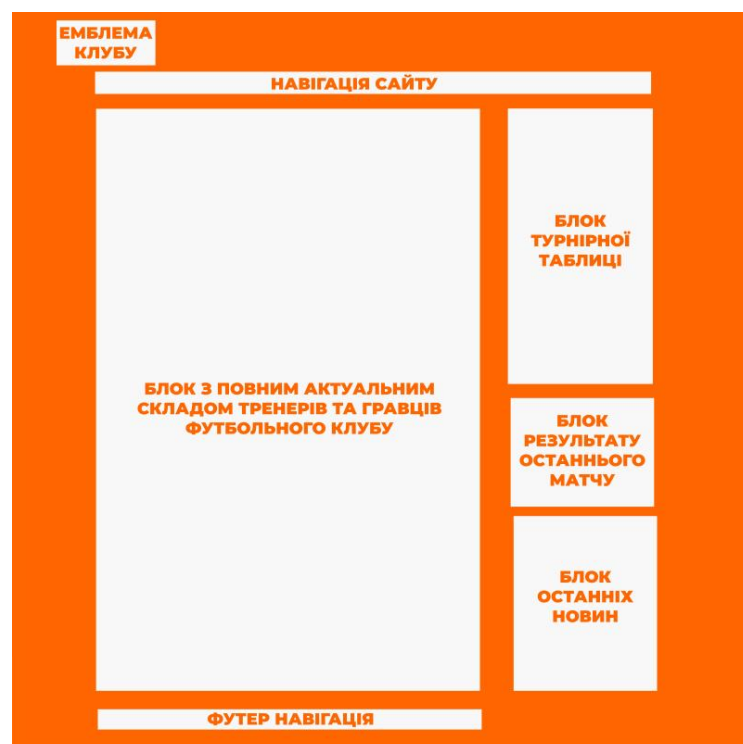 ЕМБЛЕМА
КЛУБУ
НАВІГАЦІЯ САЙТУ
БЛОК З ПОВНИМ АКТУАЛЬНИМ
СКЛАДОМ ТРЕНЕРІВ ТА ГРАВЦІВ
ФУТБОЛЬНОГО КЛУБУ
БЛОК
ТУРНІРНОЇ
ТАБЛИЦІ
БЛОК
РЕЗУЛЬТАТУ
ОСТАННЬОГО
МАТЧУ
БЛОК
ОСТАННІХ
НОВИН
ФУТЕР НАВІГАЦІЯ